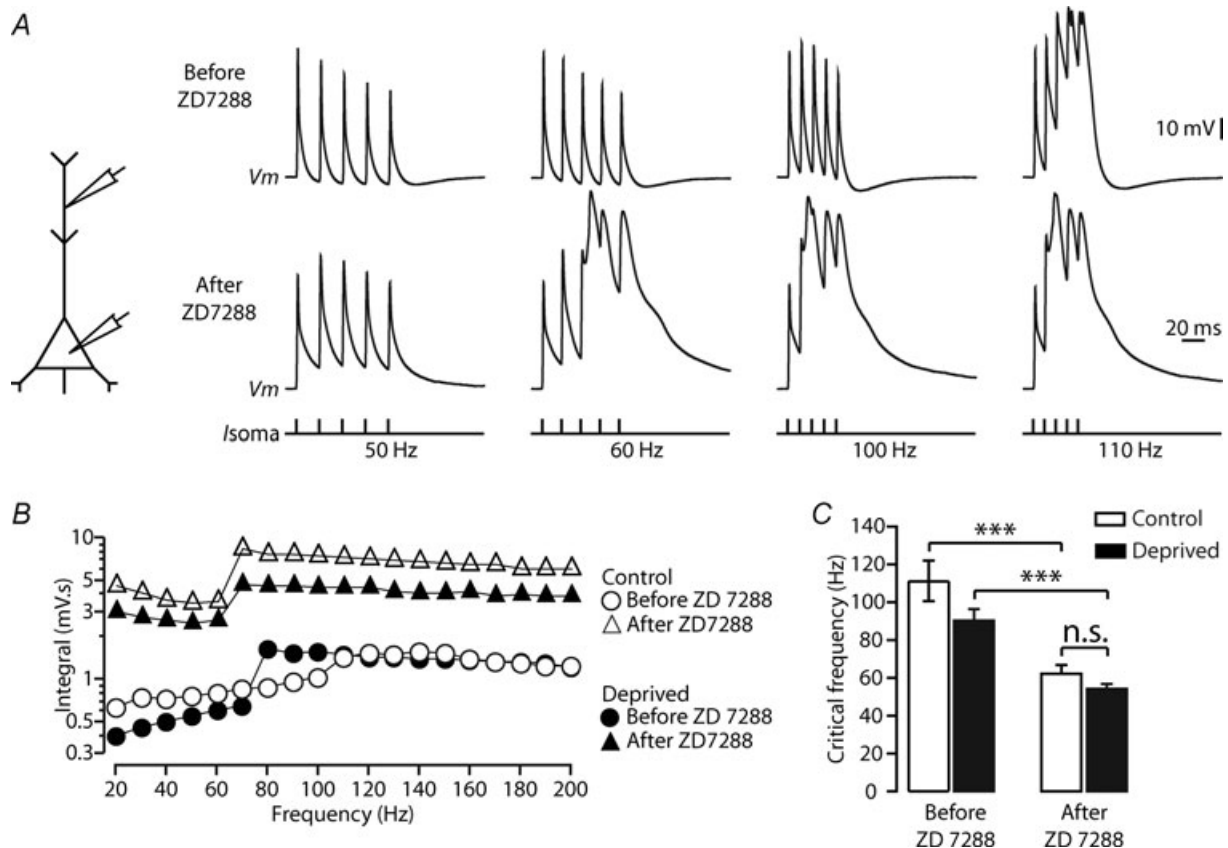 A
Before
ZD7288
Vm
10 mV
After
ZD7288
Vm
20 ms
Isoma
50 Hz
60 Hz
100 Hz
110 Hz
B
Integral (mV.s)
10
5
3
1
0.5
0.3
20 40 60 80 100 120 140 160 180 200
Frequency (Hz)
Control
Before ZD 7288
After ZD7288
Deprived
Before ZD 7288
After ZD7288
C
Control
Deprived
Critical frequency (Hz)
140
120
100
80
60
40
20
0
***
***
n.s.
Before
ZD 7288
After
ZD 7288